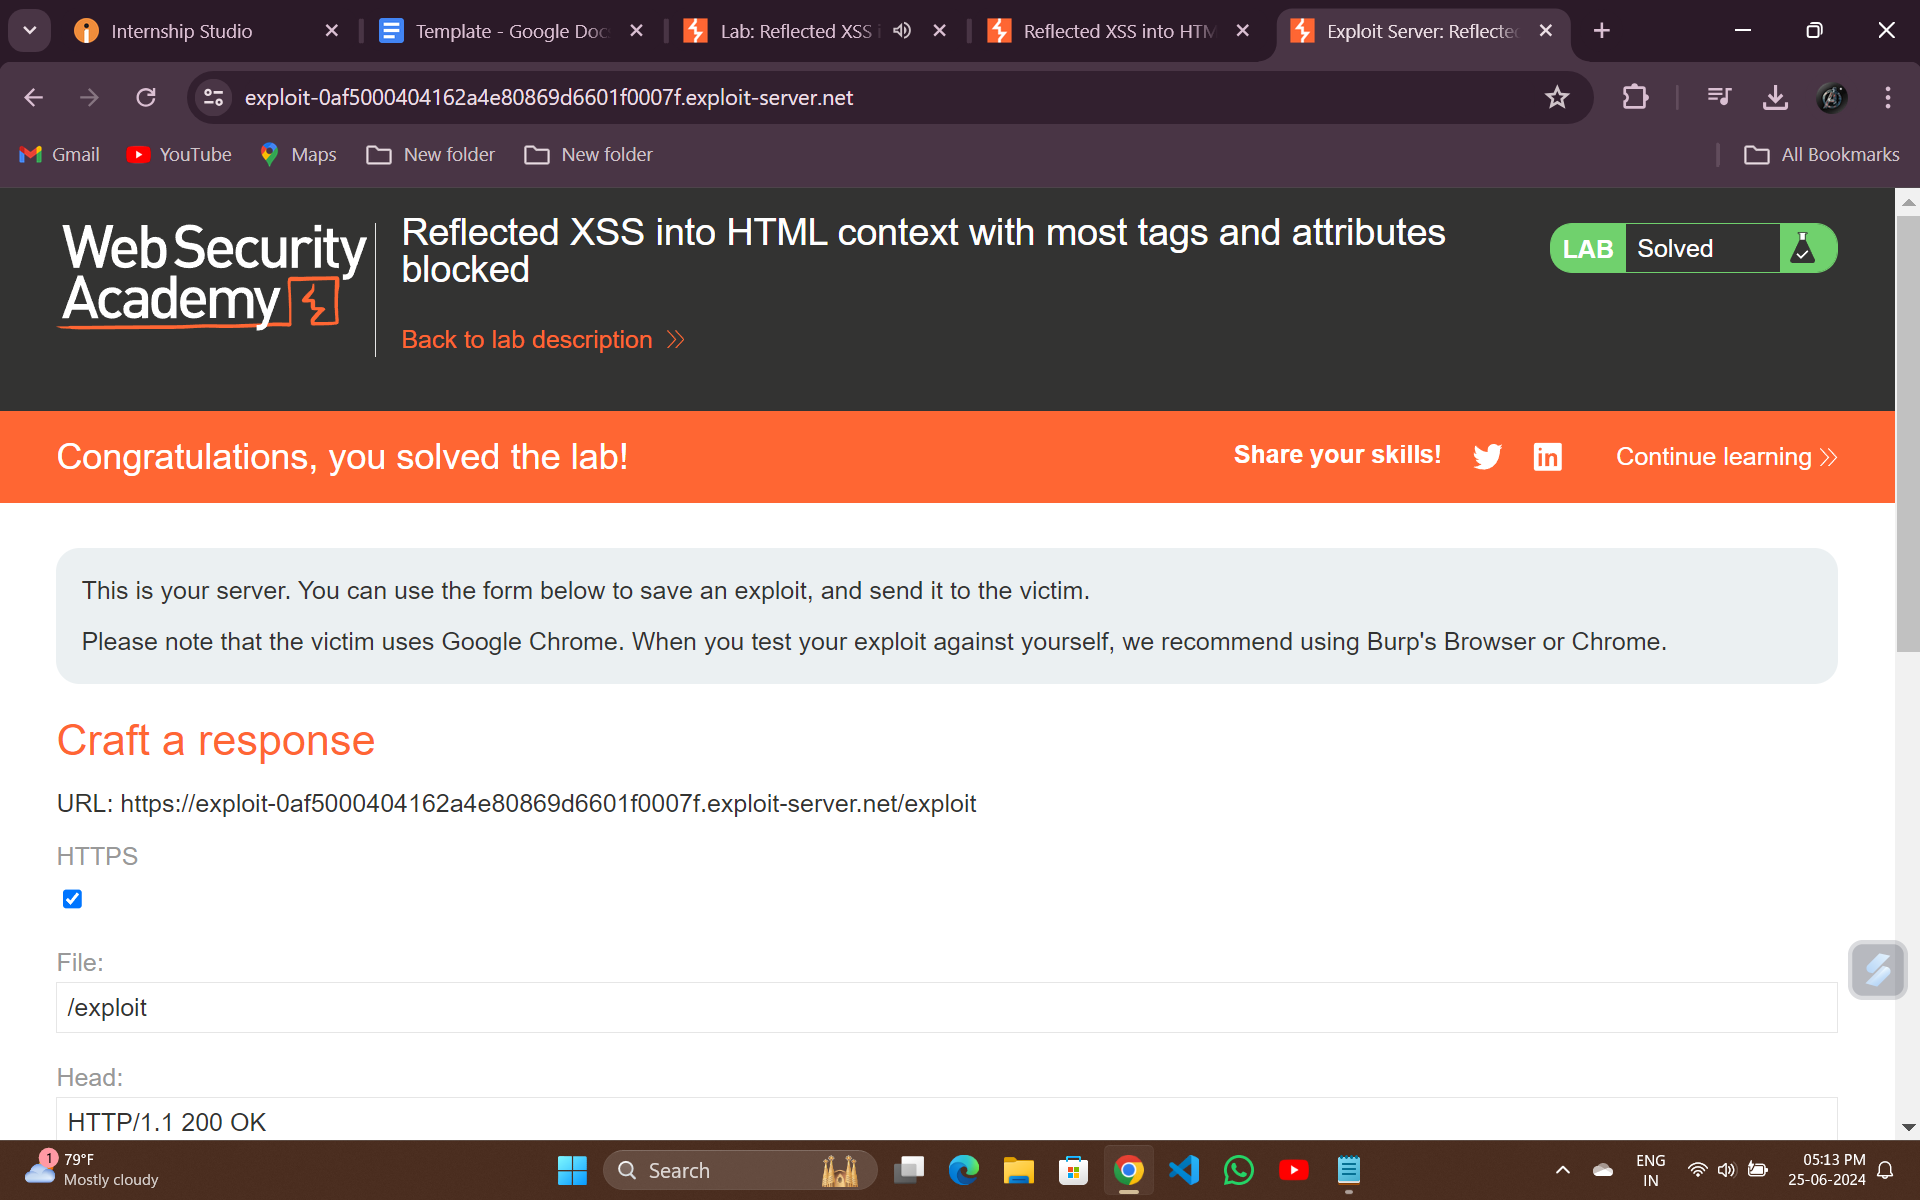 Internship Studio
Template - Google Doc
Lab: Reflected XSS i
Reflected XSS into HTM
Exploit Server: Reflecte
exploit-0af5000404162a4e80869d6601f0007f.exploit-server.net
Gmail
YouTube
Maps
New folder
New folder
All Bookmarks
Web Security
Academy
Reflected XSS into HTML context with most tags and attributes
blocked
Back to lab description
LAB Solved
Congratulations, you solved the lab!
Share your skills!
Continue learning
This is your server. You can use the form below to save an exploit, and send it to the victim.
Please note that the victim uses Google Chrome. When you test your exploit against yourself, we recommend using Burp's Browser or Chrome.
Craft a response
URL: https://exploit-0af5000404162a4e80869d6601f0007f.exploit-server.net/exploit
HTTPS
File:
/exploit
Head:
HTTP/1.1 200 OK
1
79°F
Mostly cloudy
Search
ENG
IN
05:13 PM
25-06-2024